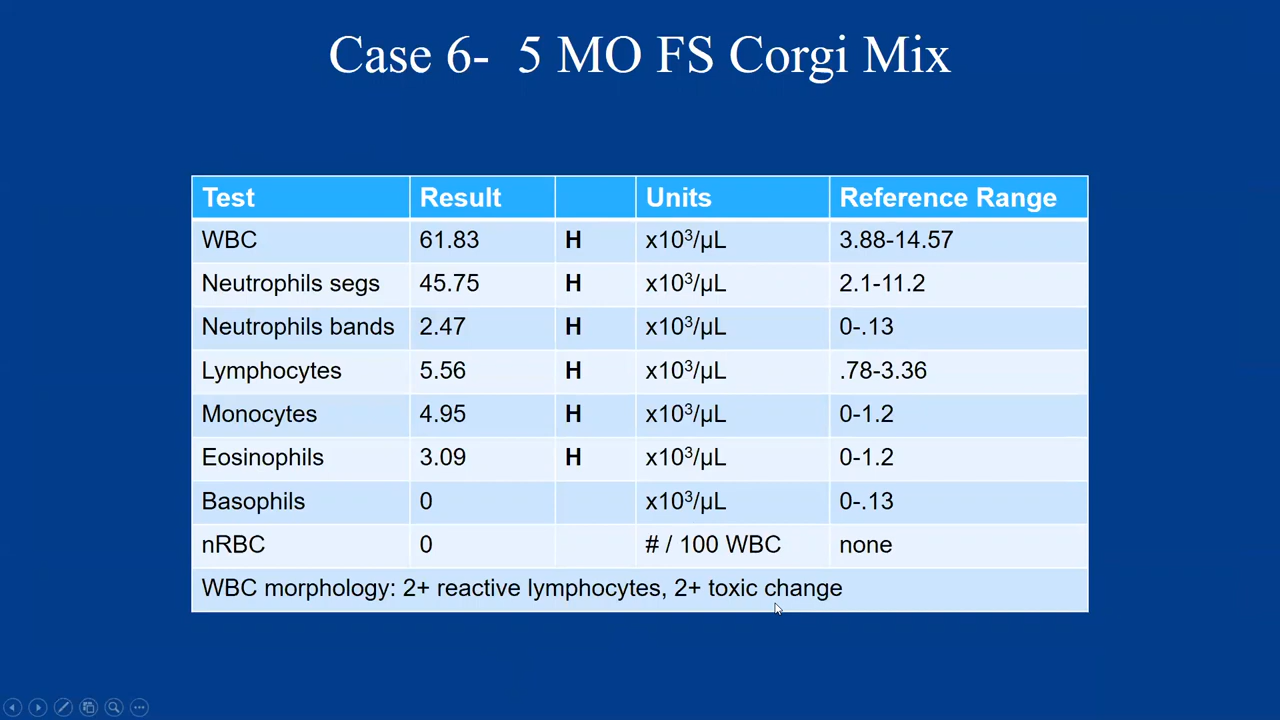 Case 6- 5 MO FS Corgi Mix
Test Result Units Reference Range
WBC 61.83 H x10³/µL 3.88-14.57
Neutrophils segs 45.75 H x10³/µL 2.1-11.2
Neutrophils bands 2.47 H x10³/µL 0-.13
Lymphocytes 5.56 H x10³/µL .78-3.36
Monocytes 4.95 H x10³/µL 0-1.2
Eosinophils 3.09 H x10³/µL 0-1.2
Basophils 0 x10³/µL 0-.13
nRBC 0 # / 100 WBC none
WBC morphology: 2+ reactive lymphocytes, 2+ toxic change